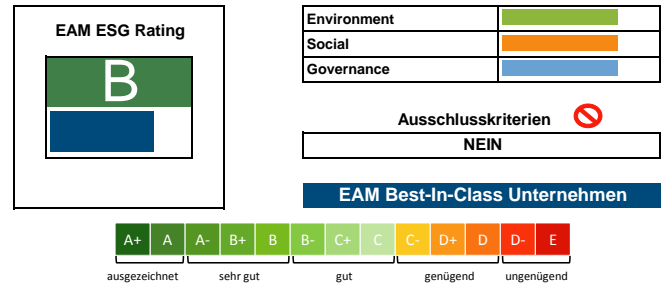 EAM ESG Rating
B
Environment
Social
Governance
Ausschlusskriterien
NEIN
EAM Best-In-Class Unternehmen
A+ A A- B+ B B- C+ C C- D+ D D- E
ausgezeichnet sehr gut gut genügend ungenügend